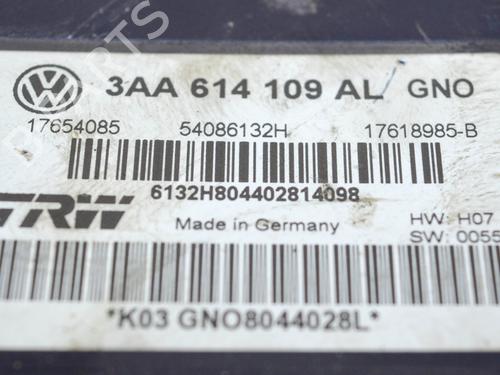 3AA 614 109 AL GNO
17654085 54086132H 17618985-B
6132H804402814098
TRW Made in Germany HW: H07
SW: 0055
*K03 GNO8044028L*